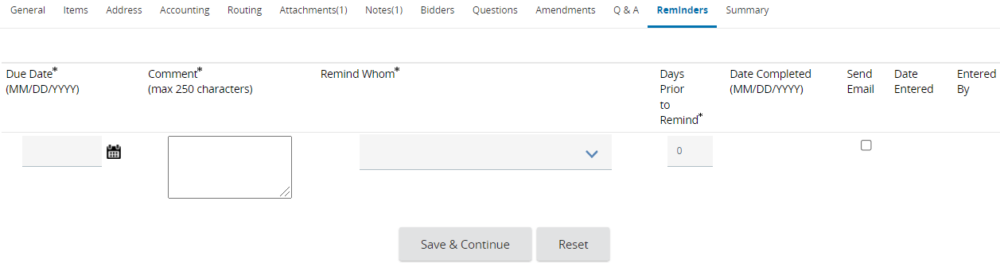 General Items Address Accounting Routing Attachments(1) Notes(1) Bidders Questions Amendments Q & A Reminders Summary
Due Date* Comment* Remind Whom* Days Date Completed Send Date Entered
(MM/DD/YYYY) (max 250 characters) Prior (MM/DD/YYYY) Email Entered By
to
Remind*
0
Save & Continue Reset